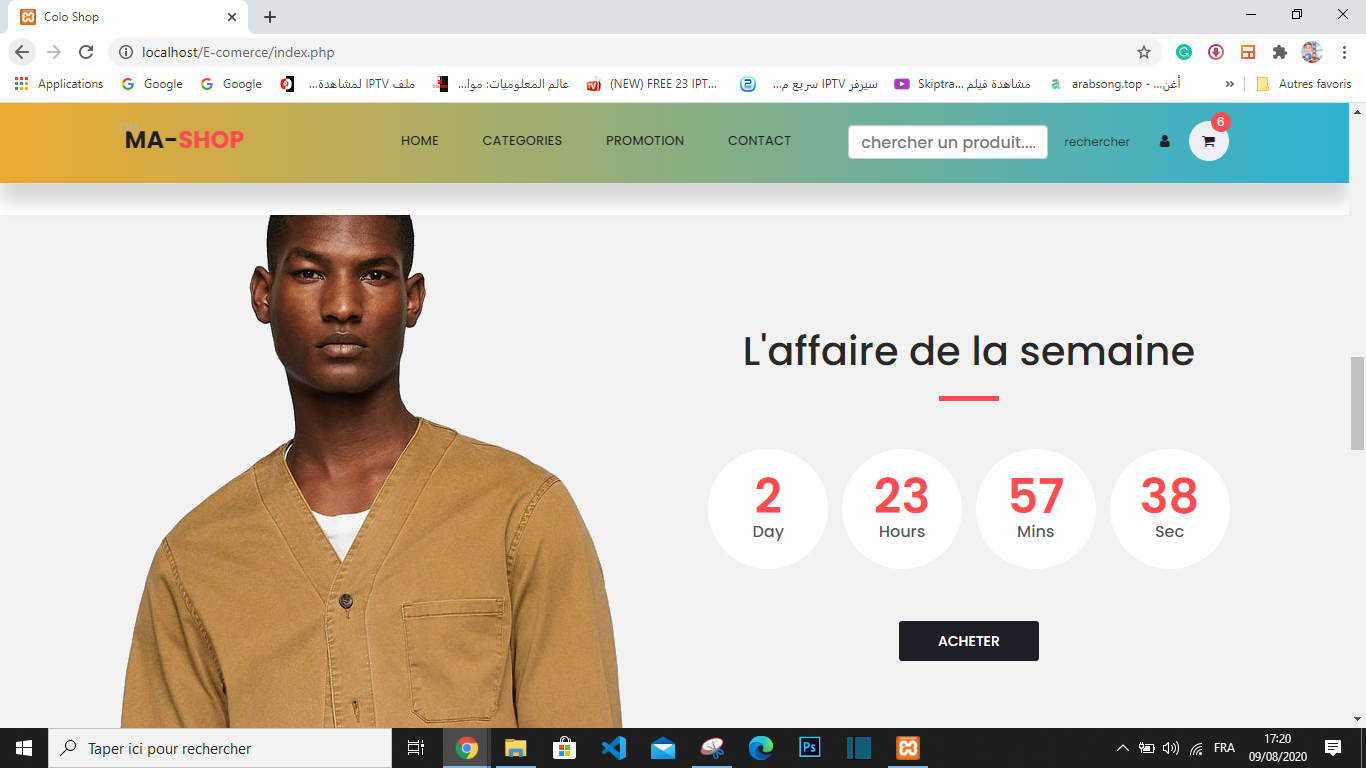 Colo Shop
localhost/E-comerce/index.php
Applications
Google
Google
ملف IPTV لمشاهدة...
عالم المعلوميات: موا...
(NEW) FREE 23 IPT...
سيرفر IPTV سريع م...
Skiptra... مشاهدة فيلم
arabsong.top - ...أغن
»
Autres favoris
MA-SHOP
HOME
CATEGORIES
PROMOTION
CONTACT
chercher un produit....
rechercher
6
L'affaire de la semaine
2
Day
23
Hours
57
Mins
38
Sec
ACHETER
Taper ici pour rechercher
Ps
FRA
17:20
09/08/2020